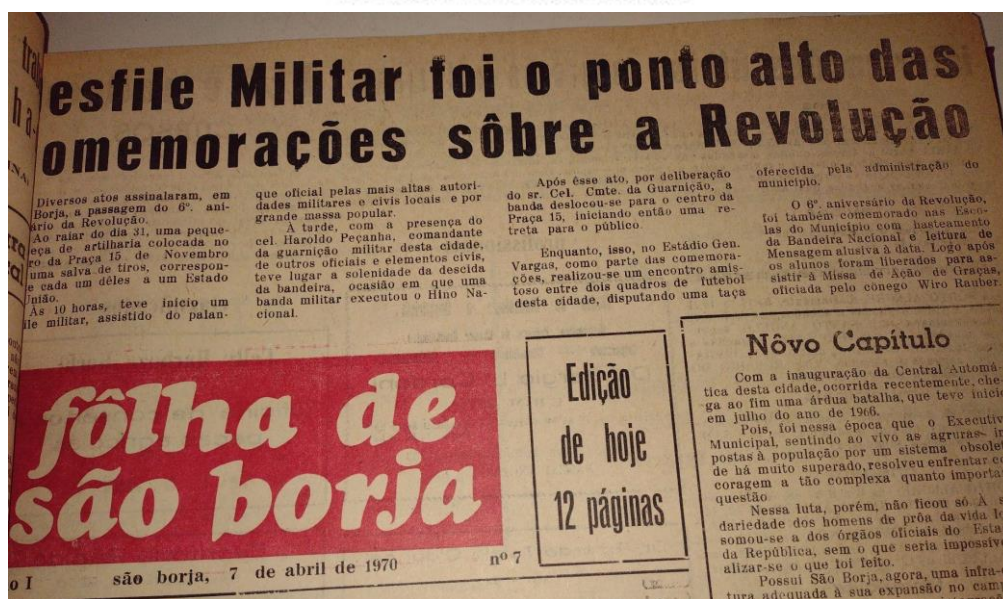 trab
ha-
esfile Militar foi o ponto alto das
omemorações sôbre a Revolução
Diversos atos assinalaram, em
Borja, a passagem do 6º. ani-
ário da Revolução.
Ao raiar do dia 31, uma peque-
peça de artilharia colocada no
ro da Praça 15 de Novembro
uma salva de tiros, correspon-
e cada um dêles a um Estado
União.
Às 10 horas, teve início um
ile militar, assistido do palan-
que oficial pelas mais altas autori-
dades militares e civis locais e por
grande massa popular.
À tarde, com a presença do
cel. Haroldo Peçanha, comandante
da guarnição militar desta cidade,
de outros oficiais e elementos civis,
teve lugar a solenidade da descida
da bandeira, ocasião em que uma
banda militar executou o Hino Na-
cional.
Após êsse ato, por deliberação
do sr. Cel. Cmte. da Guarnição, a
banda deslocou-se para o centro da
Praça 15, iniciando então uma re-
treta para o público.
Enquanto, isso, no Estádio Gen.
Vargas, como parte das comemora-
ções, realizou-se um encontro amis-
toso entre dois quadros de futebol
desta cidade, disputando uma taça
oferecida pela administração do
município.
O 6º. aniversário da Revolução,
foi também comemorado nas Esco-
las do Município com hasteamento
da Bandeira Nacional e leitura de
Mensagem alusiva à data. Logo após
os alunos foram liberados para as-
sistir à Missa de Ação de Graças,
oficiada pelo cônego Wiro Rauber.
fôlha de
são borja
o I são borja, 7 de abril de 1970 nº 7
Edição
de hoje
12 páginas
Nôvo Capítulo
Com a inauguração da Central Automá-
tica desta cidade, ocorrida recentemente, che-
ga ao fim uma árdua batalha, que teve início
em julho do ano de 1966.
Pois, foi nessa época que o Executiv
Municipal, sentindo ao vivo as agruras im
postas à população por um sistema obsolet
de há muito superado, resolveu enfrentar co
coragem a tão complexa quanto importa
questão
Nessa luta, porém, não ficou só. À
dariedade dos homens de prôa da vida lo
somou-se a dos órgãos oficiais do Esta
da República, sem o que seria impossíve
alizar-se o que foi feito.
Possui São Borja, agora, uma infra-
tura adequada à sua expansão no cam